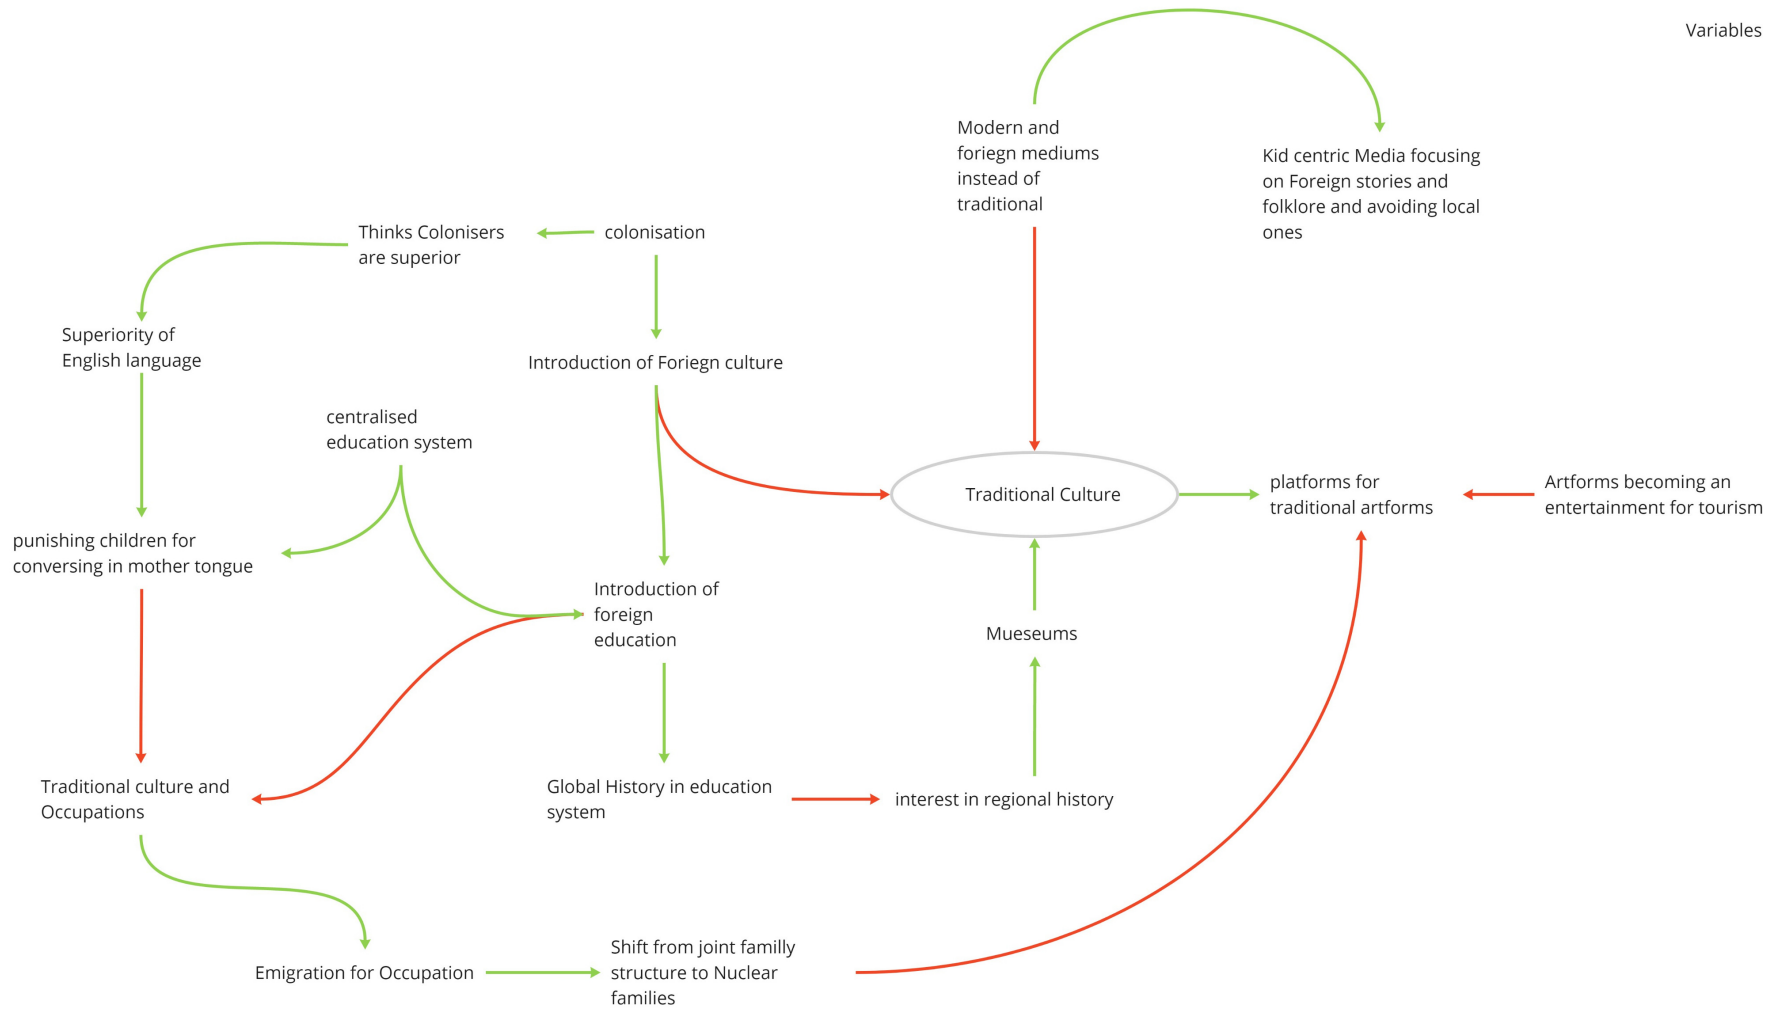 Variables
Modern and
foriegn mediums
instead of
traditional
Kid centric Media focusing
on Foreign stories and
folklore and avoiding local
ones
Thinks Colonisers
are superior
colonisation
Superiority of
English language
Introduction of Foriegn culture
centralised
education system
Traditional Culture
platforms for
traditional artforms
Artforms becoming an
entertainment for tourism
punishing children for
conversing in mother tongue
Introduction of
foreign
education
Mueseums
Traditional culture and
Occupations
Global History in education
system
interest in regional history
Emigration for Occupation
Shift from joint familly
structure to Nuclear
families